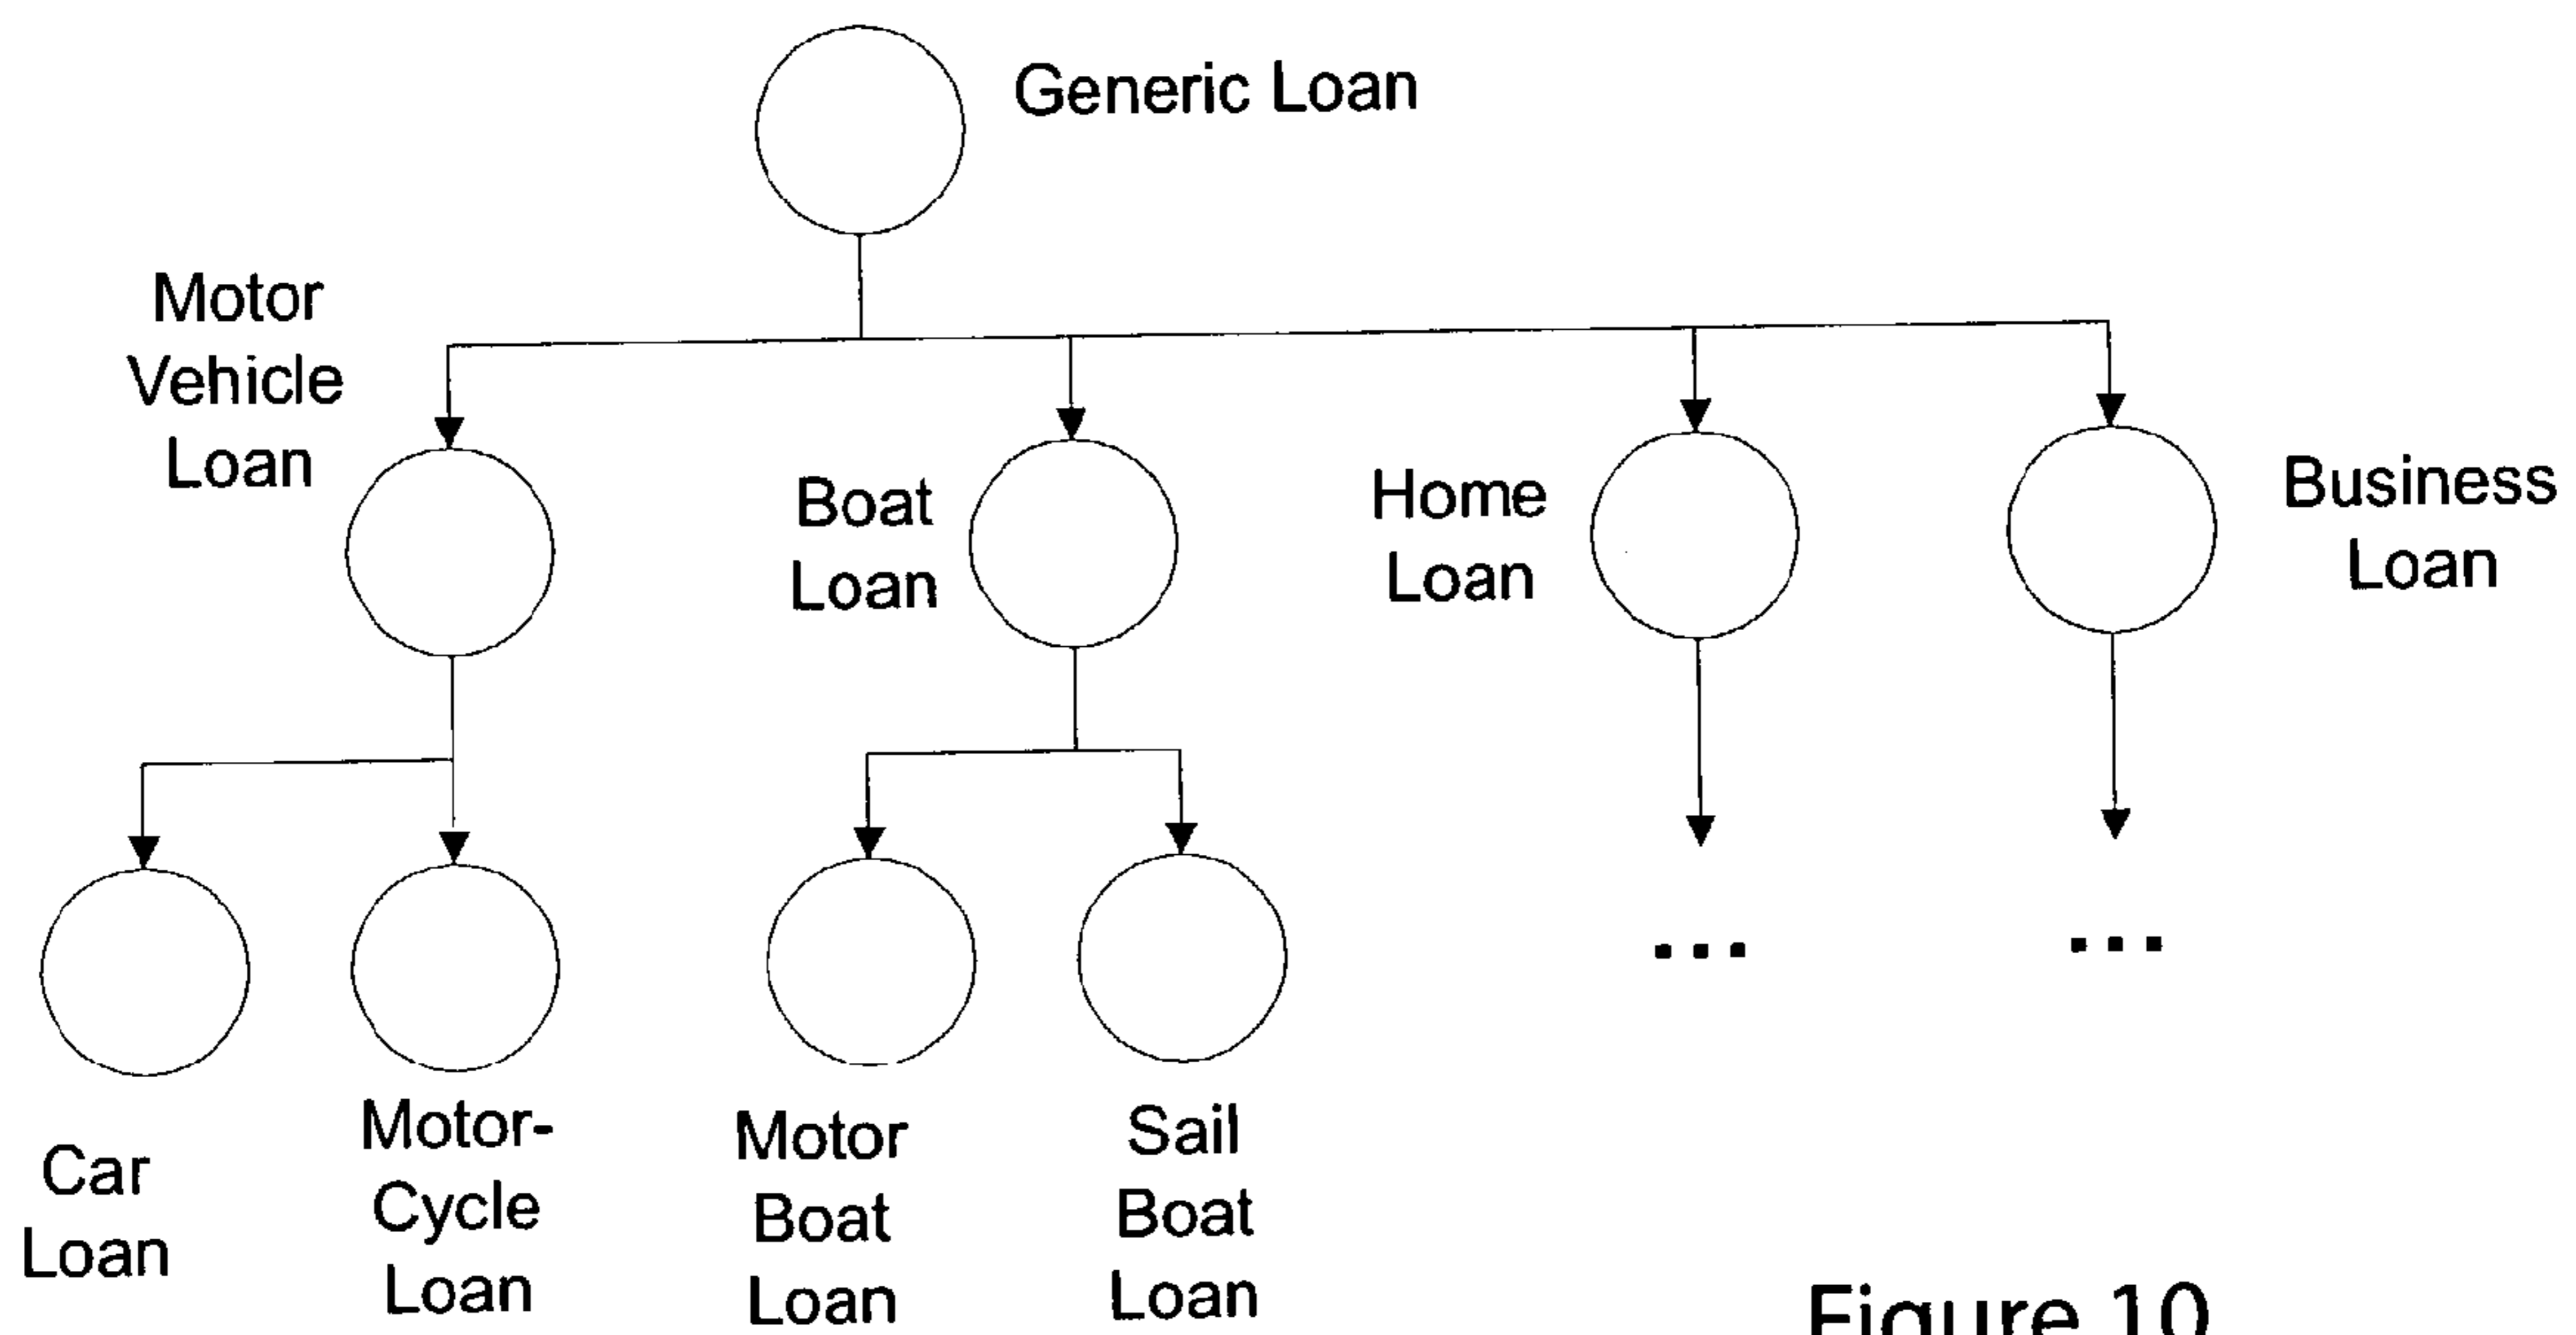 Generic Loan
Motor
Vehicle
Loan
Boat
Loan
Home
Loan
Business
Loan
...
...
Car
Loan
Motor-
Cycle
Loan
Motor
Boat
Loan
Sail
Boat
Loan
Figure 10